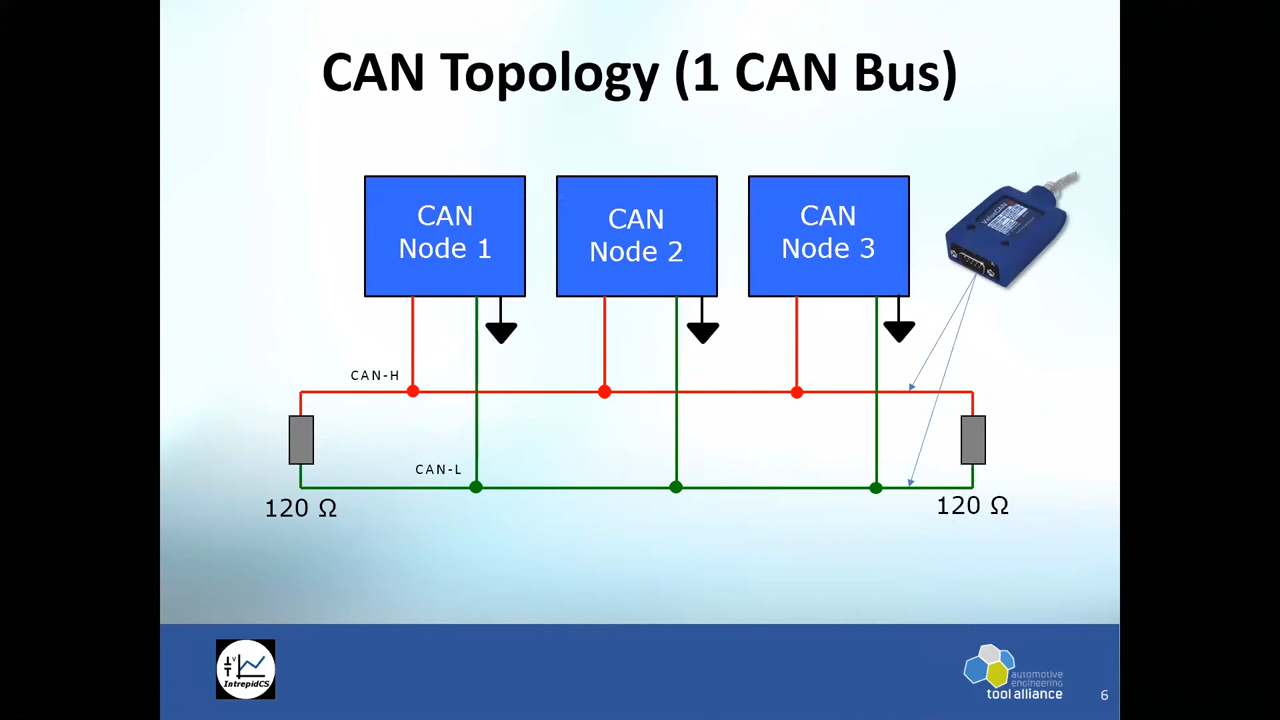 CAN Topology (1 CAN Bus)
CAN
Node 1
CAN
Node 2
CAN
Node 3
CAN-H
CAN-L
120 Ω
120 Ω
IntrepidCS
automotive
engineering
tool alliance
6